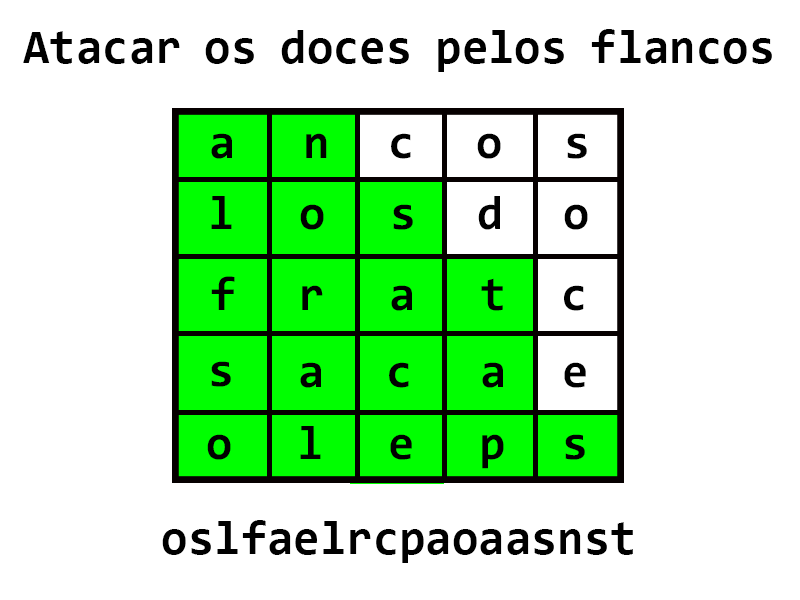 Atacar os doces pelos flancos
a n c o s
l o s d o
f r a t c
s a c a e
o l e p s
oslfaelrcpaoaasnst